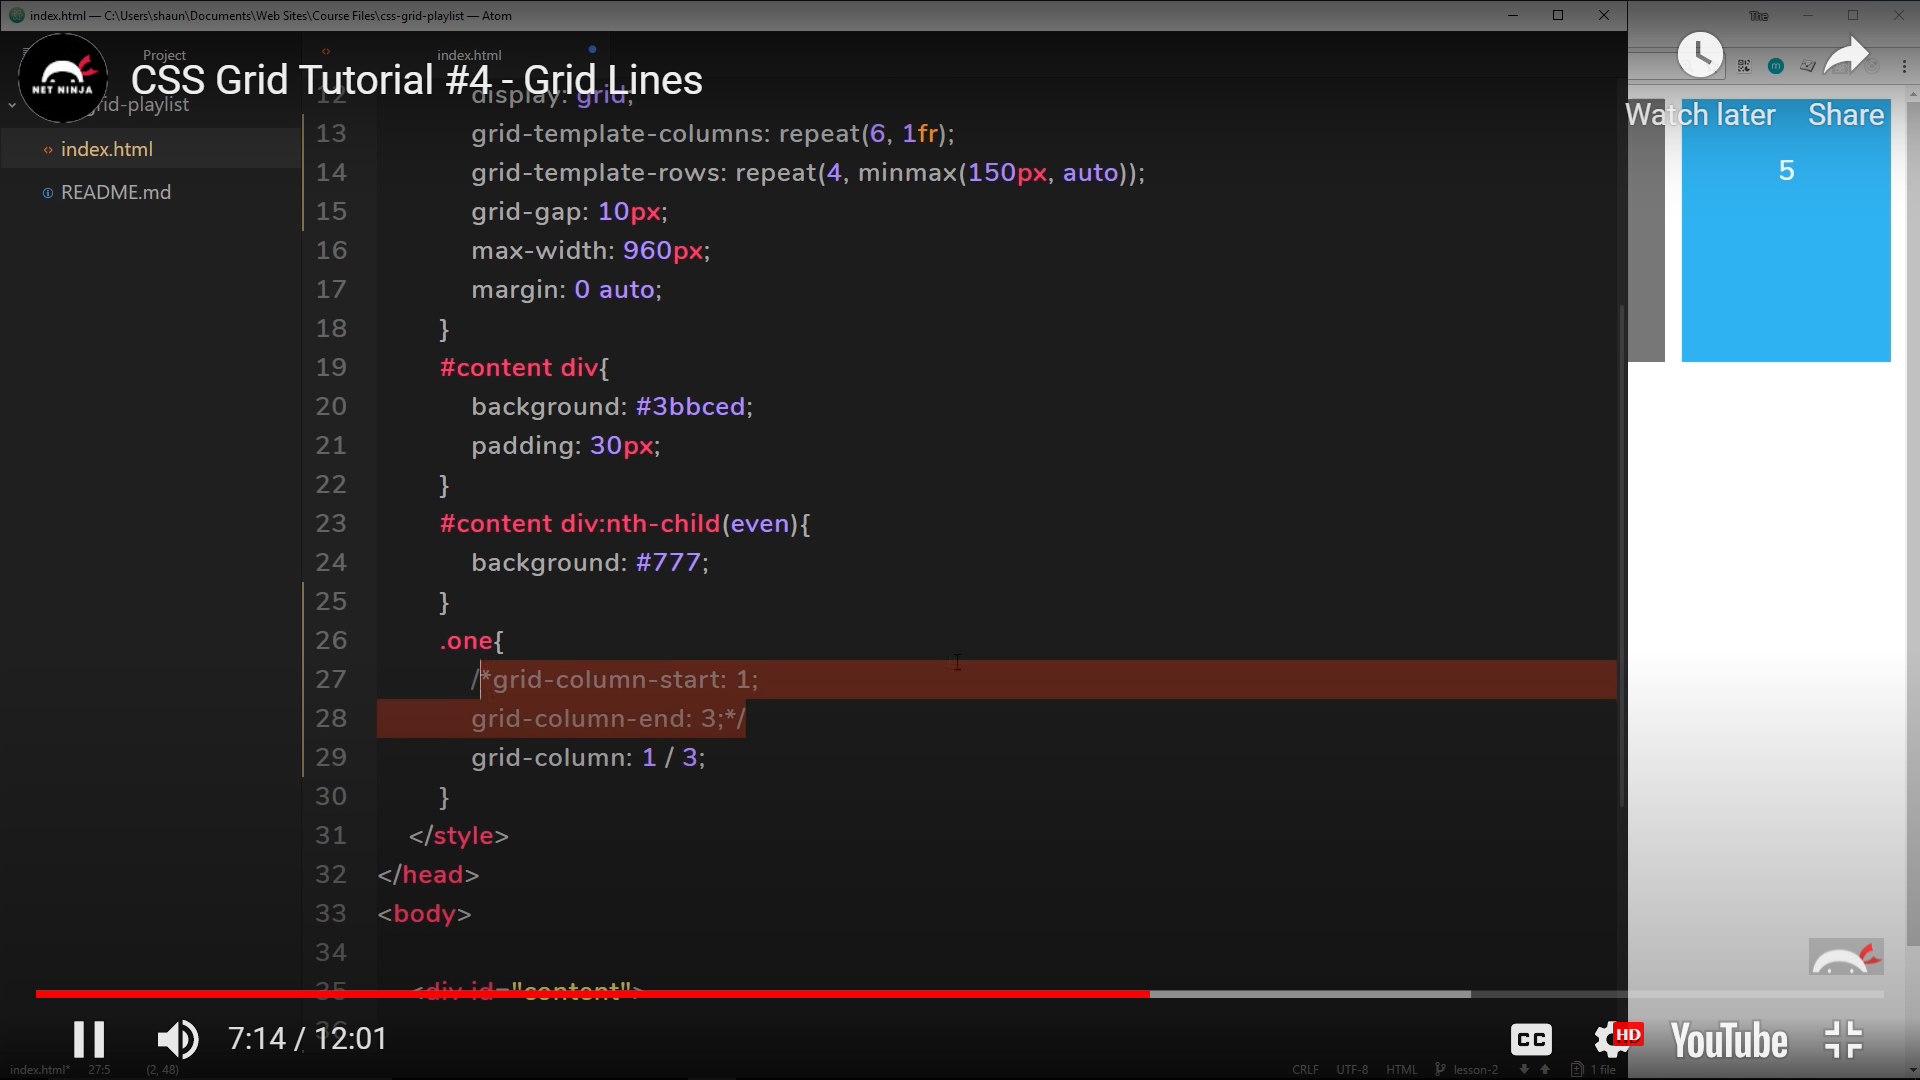 index.html — C:\Users\shaun\Documents\Web Sites\Course Files\css-grid-playlist — Atom
The
Project
index.html
NET NINJA
CSS Grid Tutorial #4 - Grid Lines
Watch later
Share
grid-playlist
index.html
README.md
12 display: grid;
13 grid-template-columns: repeat(6, 1fr);
14 grid-template-rows: repeat(4, minmax(150px, auto));
15 grid-gap: 10px;
16 max-width: 960px;
17 margin: 0 auto;
18 }
19 #content div{
20 background: #3bbced;
21 padding: 30px;
22 }
23 #content div:nth-child(even){
24 background: #777;
25 }
26 .one{
27 /*grid-column-start: 1;
28 grid-column-end: 3;*/
29 grid-column: 1 / 3;
30 }
31 </style>
32 </head>
33 <body>
34
35 <div id="content">
36
5
m
7:14 / 12:01
CC
HD
YouTube
index.html* 27:5 (2, 48)
CRLF UTF-8 HTML lesson-2 1 file